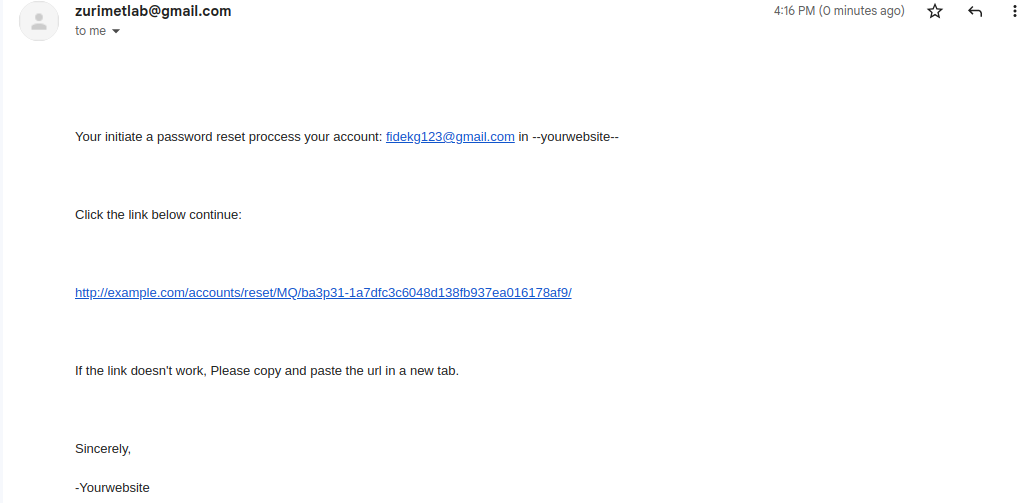 zurimetlab@gmail.com
4:16 PM (0 minutes ago)
to me
Your initiate a password reset proccess your account: fidekg123@gmail.com in --yourwebsite--
Click the link below continue:
http://example.com/accounts/reset/MQ/ba3p31-1a7dfc3c6048d138fb937ea016178af9/
If the link doesn't work, Please copy and paste the url in a new tab.
Sincerely,
-Yourwebsite